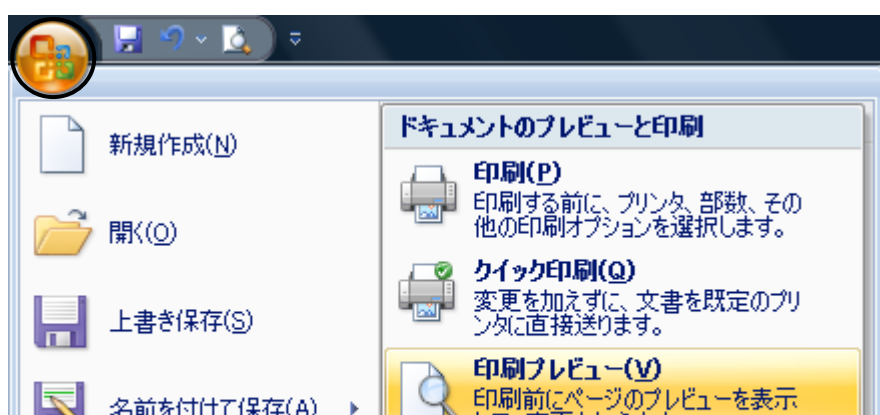 新規作成(N)
開く(O)
上書き保存(S)
名前を付けて保存(A)
ドキュメントのプレビューと印刷
印刷(P)
印刷する前に、プリンタ、部数、その
他の印刷オプションを選択します。
クイック印刷(Q)
変更を加えずに、文書を既定のプリ
ンタに直接送ります。
印刷プレビュー(V)
印刷前にページのプレビューを表示